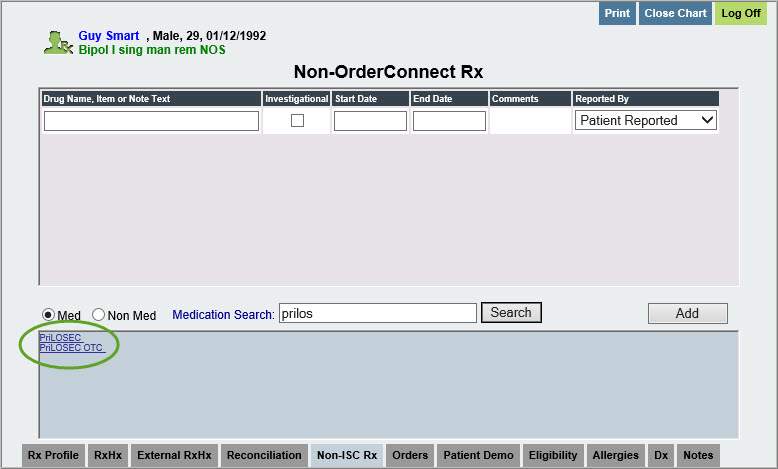 Print Close Chart Log Off
Guy Smart , Male, 29, 01/12/1992
Bipol I sing man rem NOS
Non-OrderConnect Rx
Drug Name, Item or Note Text Investigational Start Date End Date Comments Reported By
Patient Reported
Med Non Med Medication Search: prilos Search Add
PriLOSEC
PriLOSEC OTC
Rx Profile RxHx External RxHx Reconciliation Non-ISC Rx Orders Patient Demo Eligibility Allergies Dx Notes